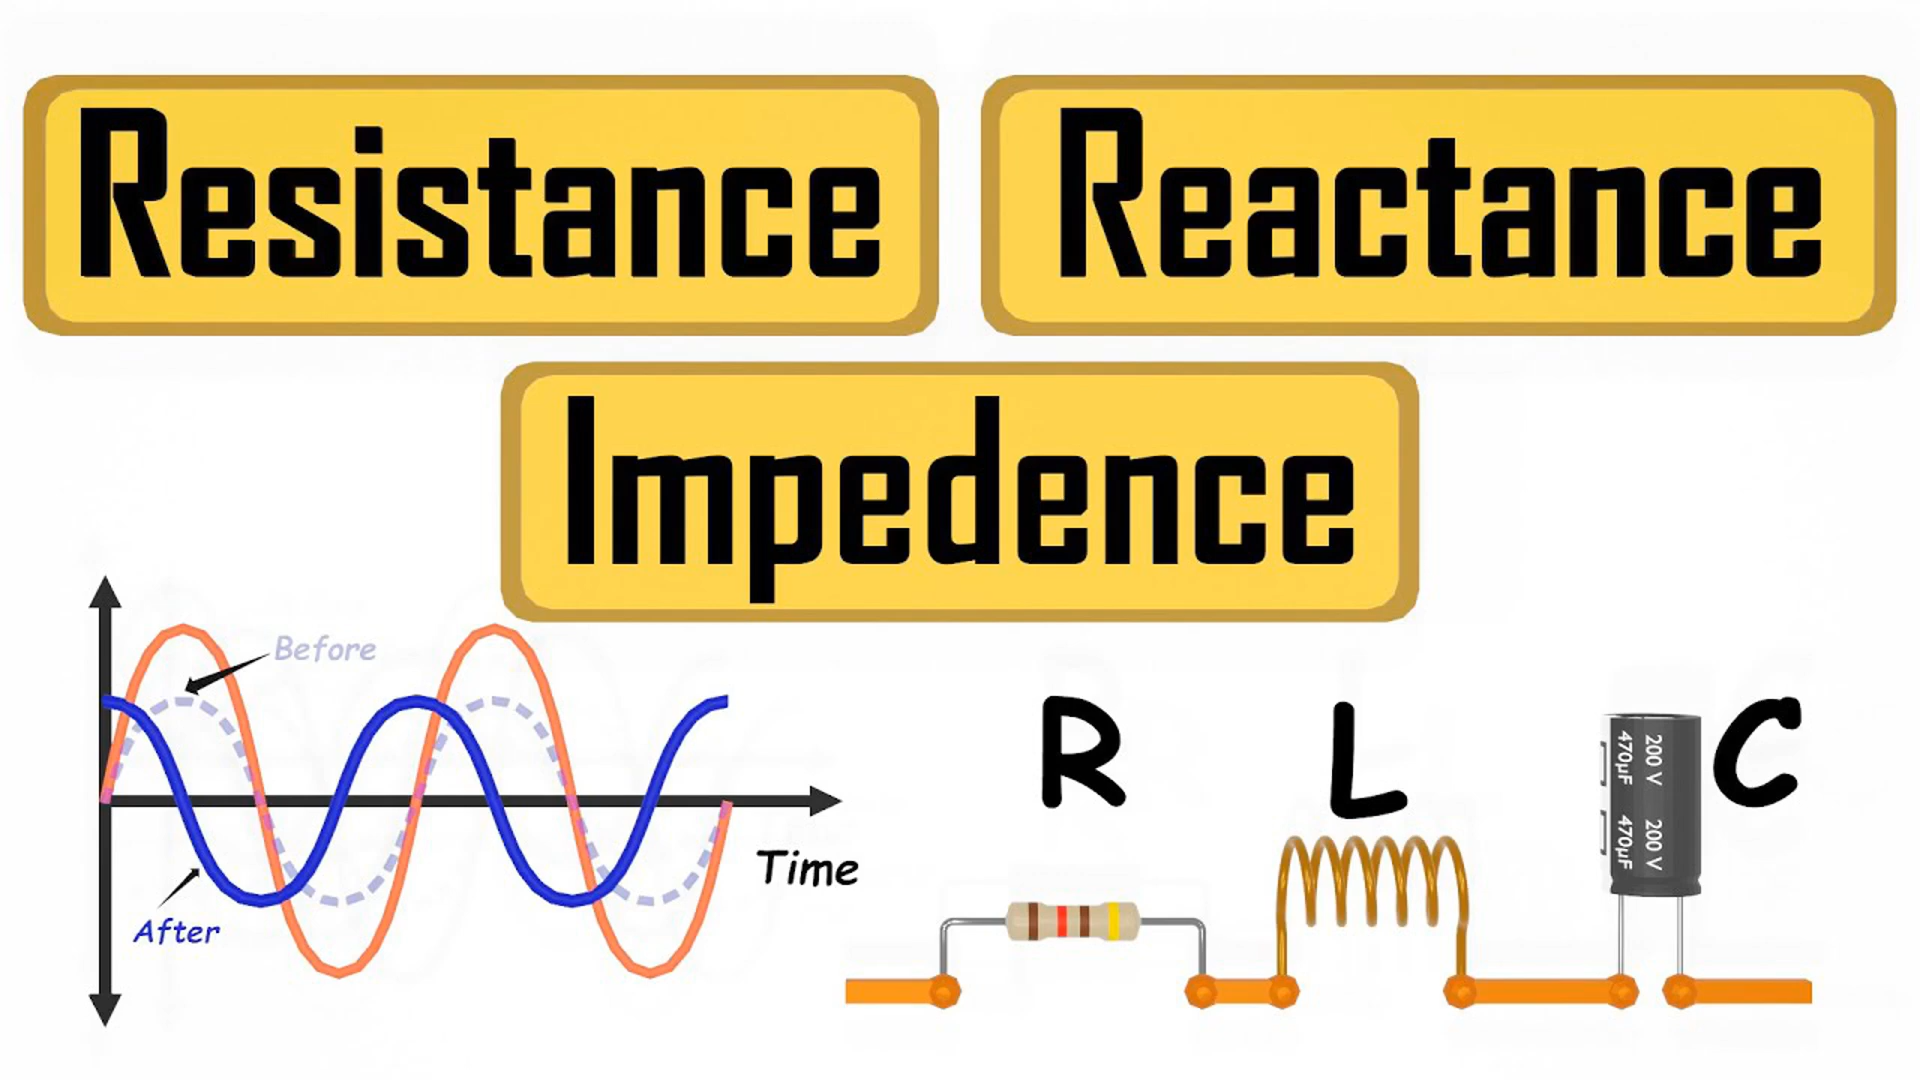 Resistance
Reactance
Impedence
Before
After
Time
R
L
C
200 V
470µF
200 V
470µF